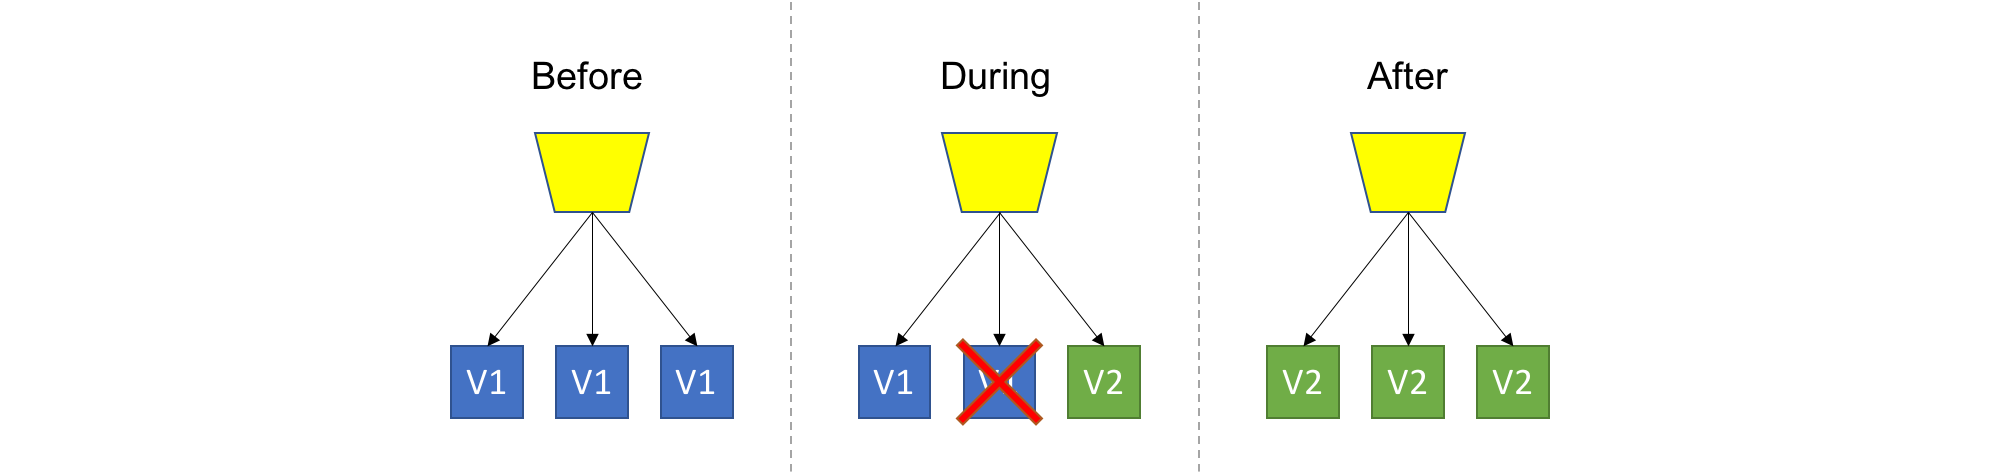 Before
During
After
V1 V1 V1
V1 V2
V2 V2 V2